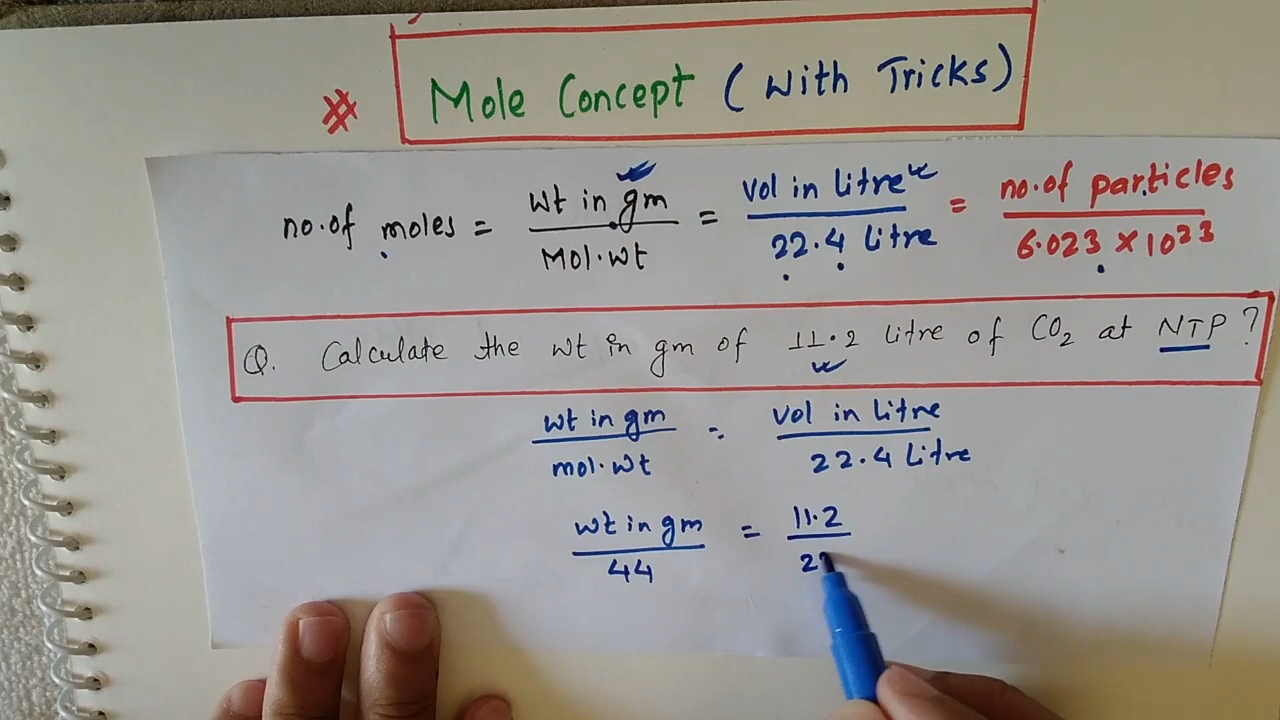 # Mole Concept (With Tricks)
no.of moles = wt in gm / Mol.wt = vol in Litre / 22.4 Litre = no.of particles / 6.023 × 10²³
Q. Calculate the wt in gm of 11.2 litre of CO₂ at NTP?
wt in gm / mol.wt = vol in Litre / 22.4 Litre
wt in gm / 44 = 11.2 / 2